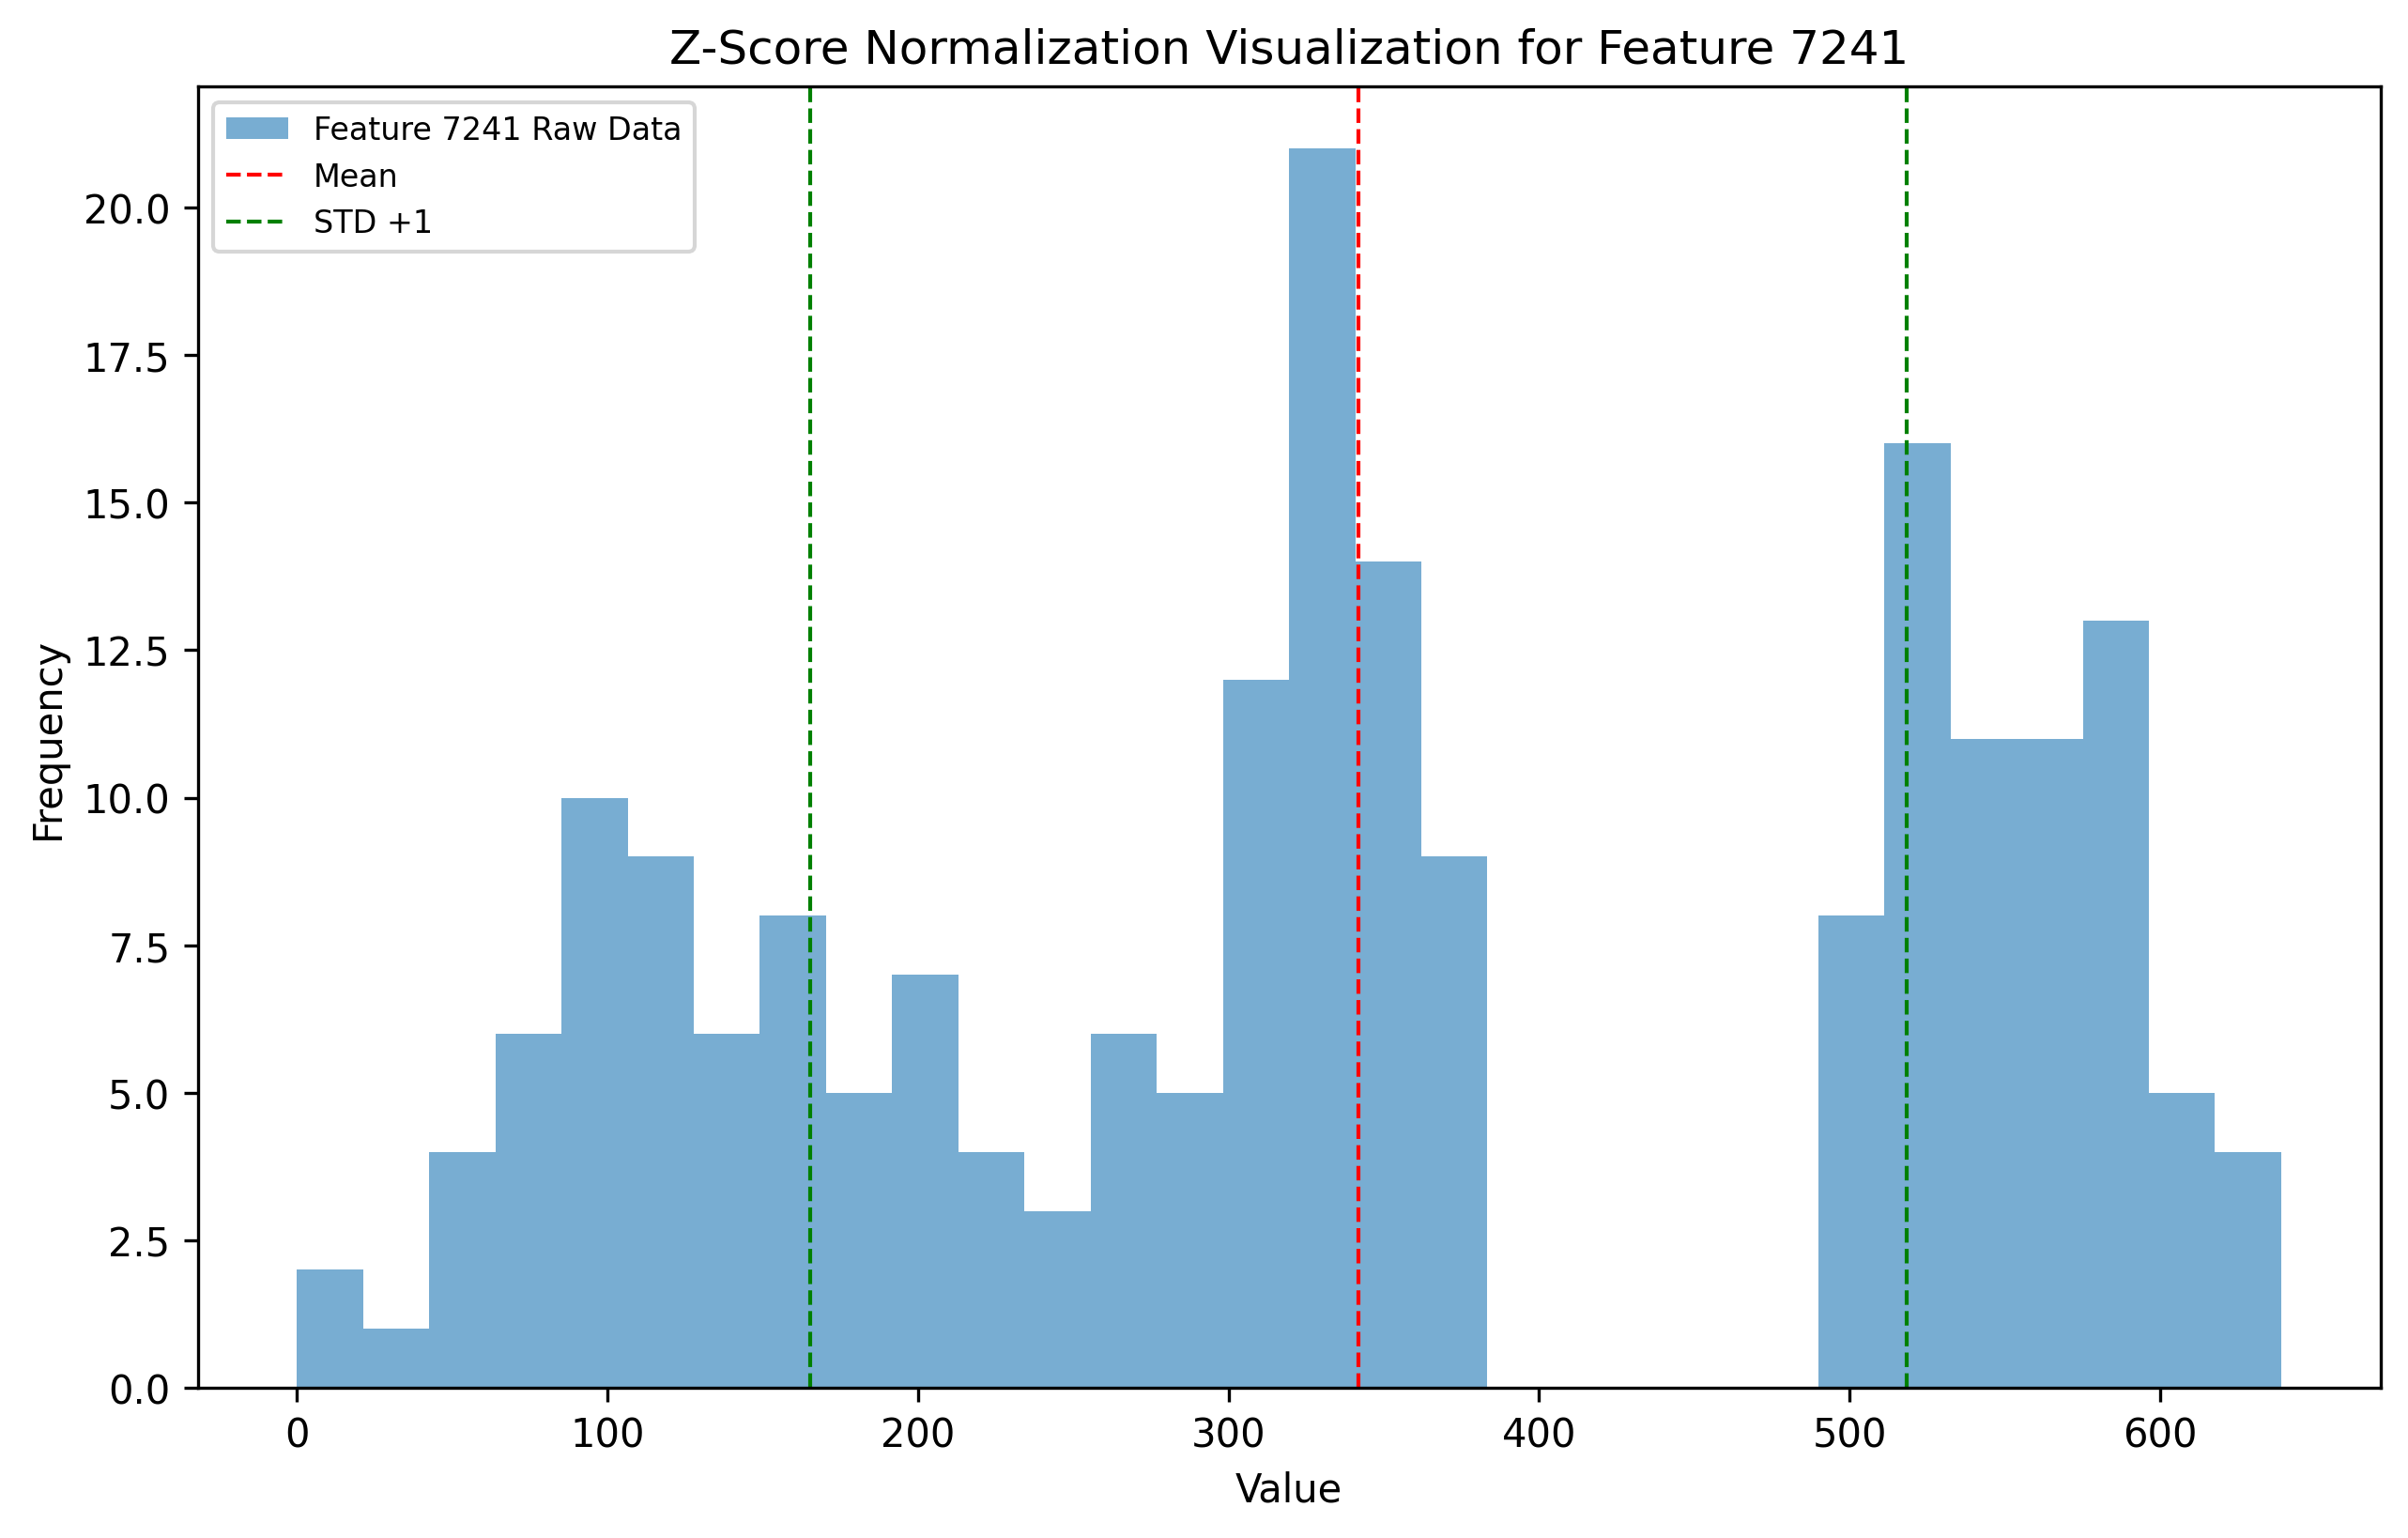 Z-Score Normalization Visualization for Feature 7241
Feature 7241 Raw Data
Mean
STD +1
20.0
17.5
15.0
12.5
10.0
7.5
5.0
2.5
0.0
Frequency
0 100 200 300 400 500 600
Value